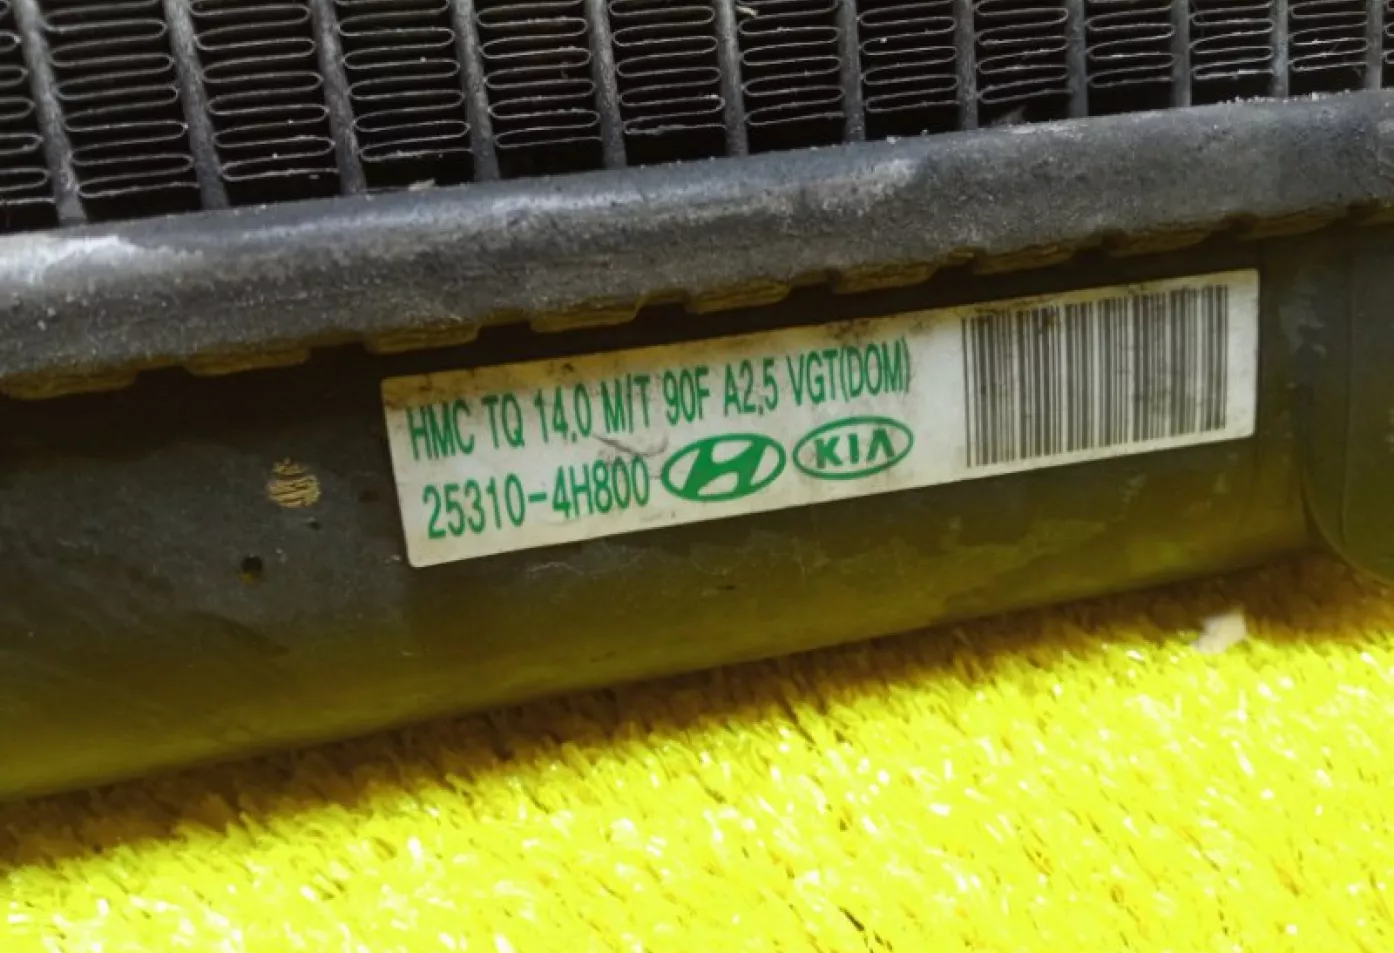 HMC TQ 14,0 M/T 90F A2,5 VGT(DOM)
25310-4H800 KIA